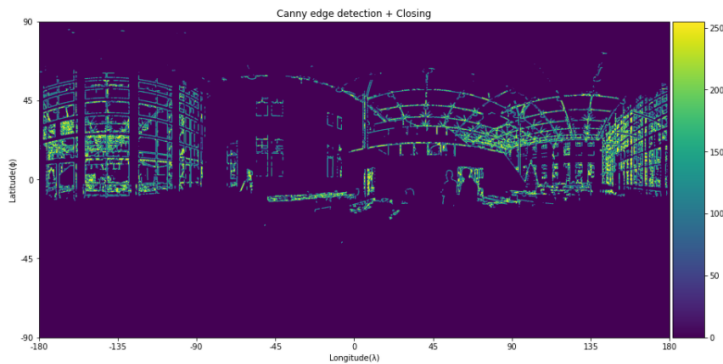 Canny edge detection + Closing
90
45
0
-45
-90
Latitude(ϕ)
-180 -135 -90 -45 0 45 90 135 180
Longitude(λ)
250
200
150
100
50
0